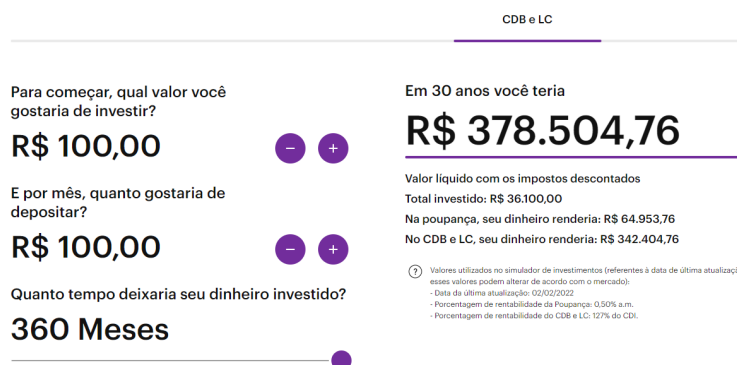 CDB e LC
Para começar, qual valor você
gostaria de investir?
R$ 100,00
E por mês, quanto gostaria de
depositar?
R$ 100,00
Quanto tempo deixaria seu dinheiro investido?
360 Meses
Em 30 anos você teria
R$ 378.504,76
Valor líquido com os impostos descontados
Total investido: R$ 36.100,00
Na poupança, seu dinheiro renderia: R$ 64.953,76
No CDB e LC, seu dinheiro renderia: R$ 342.404,76
Valores utilizados no simulador de investimentos (referentes à data de última atualizaç
esses valores podem alterar de acordo com o mercado):
- Data da última atualização: 02/02/2022
- Porcentagem de rentabilidade da Poupança: 0,50% a.m.
- Porcentagem de rentabilidade do CDB e LC: 127% do CDI.